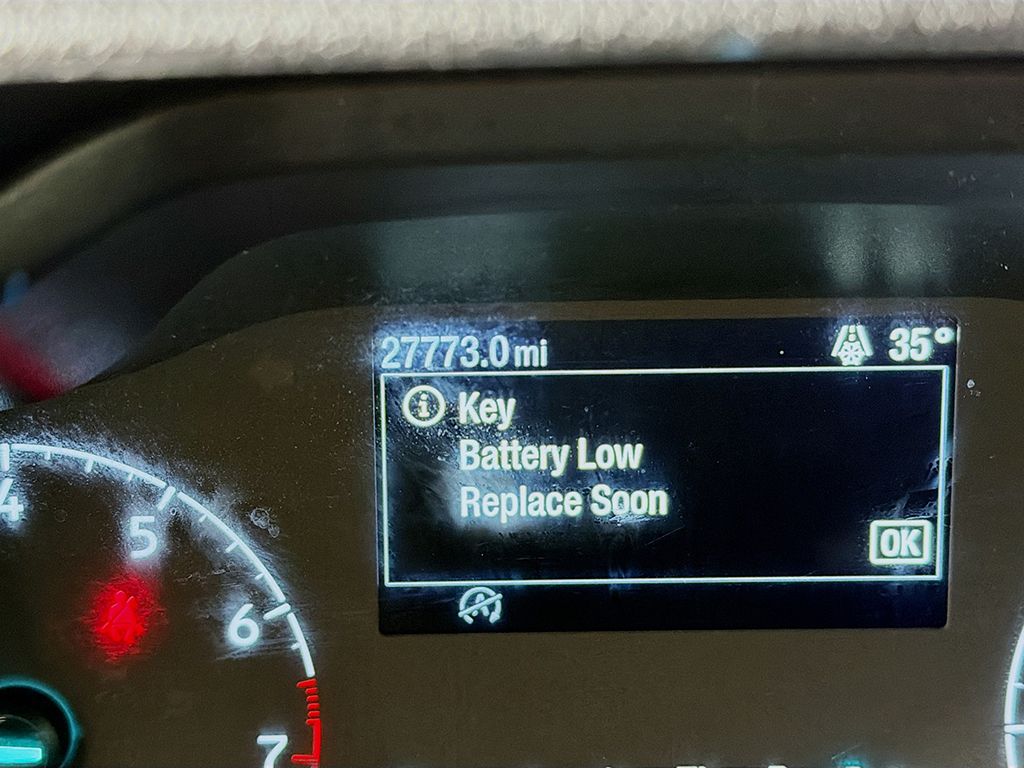 27773.0 mi 35°
i Key
Battery Low
Replace Soon
OK
4
5
6
7